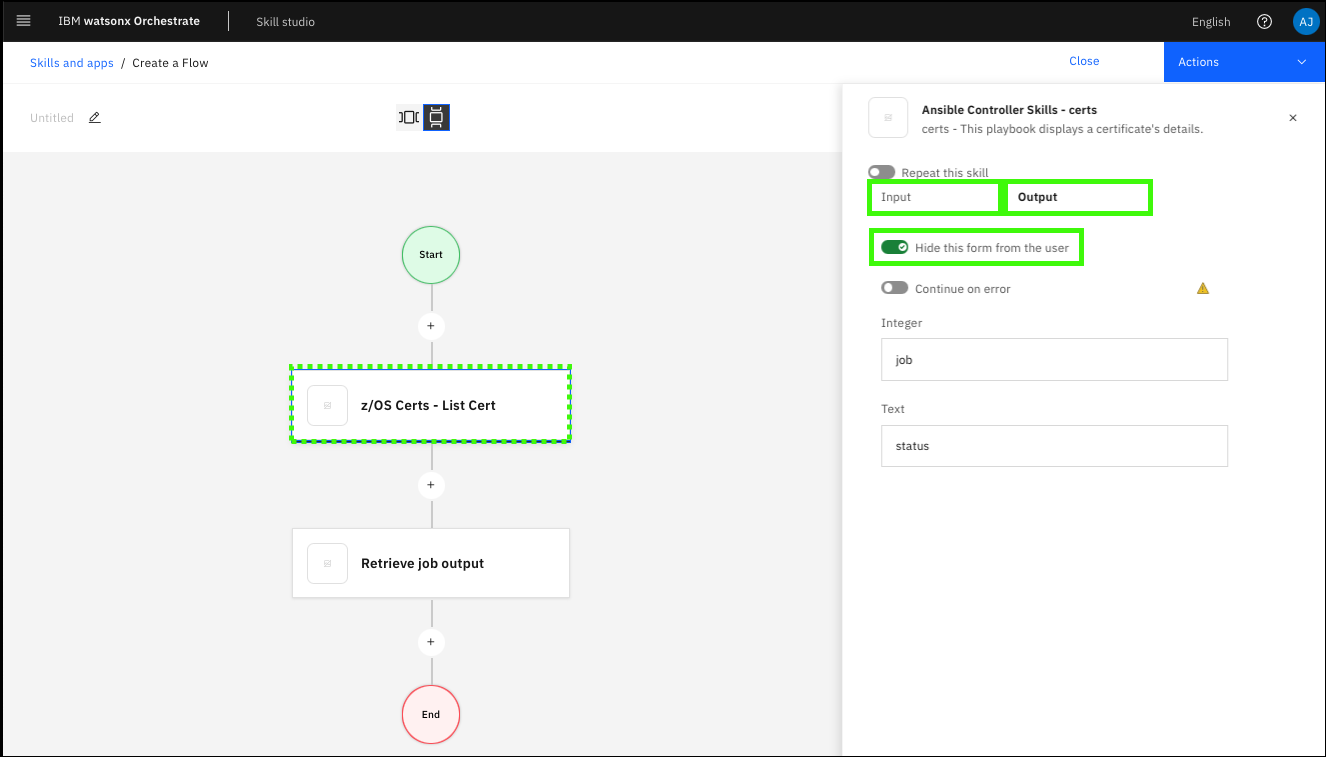 IBM watsonx Orchestrate
Skill studio
English
AJ
Skills and apps / Create a Flow
Close
Actions
Untitled
Start
+
z/OS Certs - List Cert
+
Retrieve job output
+
End
Ansible Controller Skills - certs
certs - This playbook displays a certificate's details.
Repeat this skill
Input
Output
Hide this form from the user
Continue on error
Integer
job
Text
status